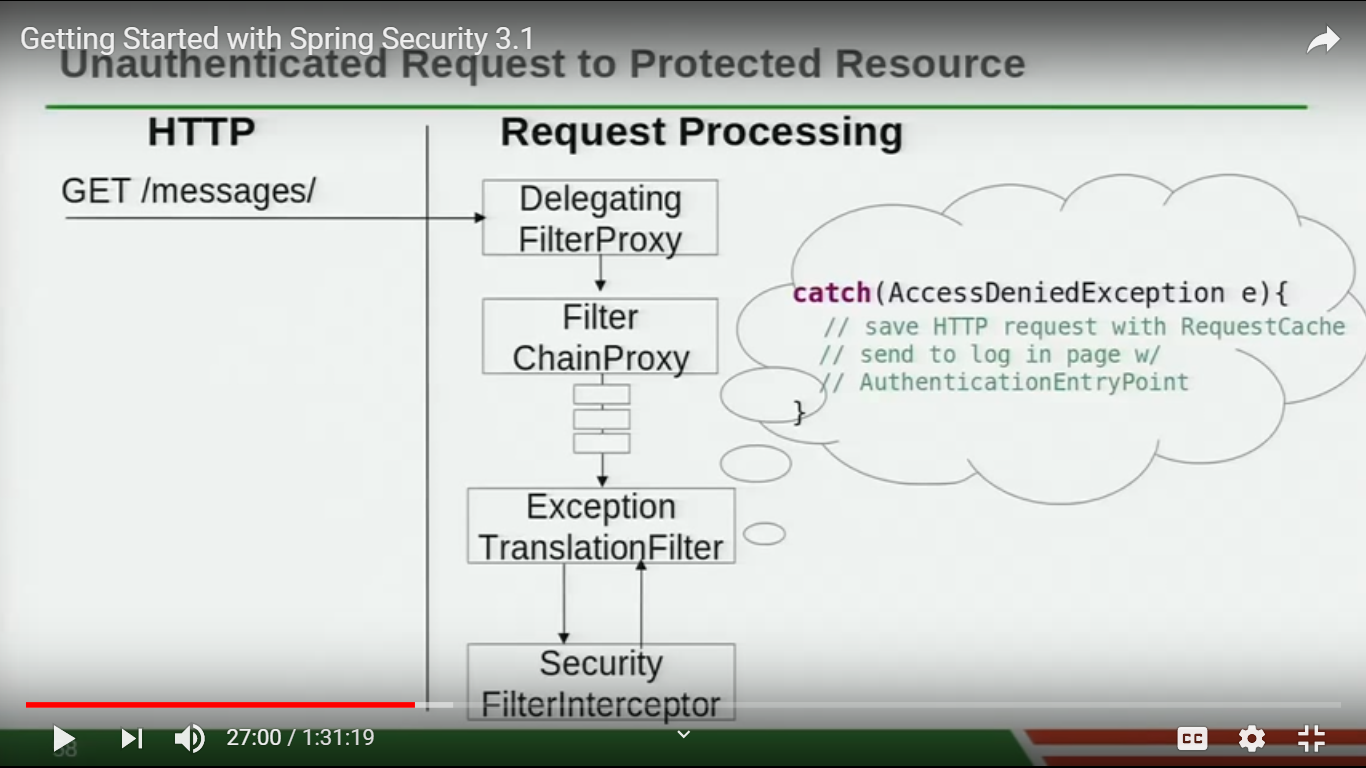 Getting Started with Spring Security 3.1
Unauthenticated Request to Protected Resource
HTTP
Request Processing
GET /messages/
Delegating
FilterProxy
Filter
ChainProxy
Exception
TranslationFilter
Security
FilterInterceptor
catch(AccessDeniedException e){
// save HTTP request with RequestCache
// send to log in page w/
// AuthenticationEntryPoint
}
27:00 / 1:31:19
CC